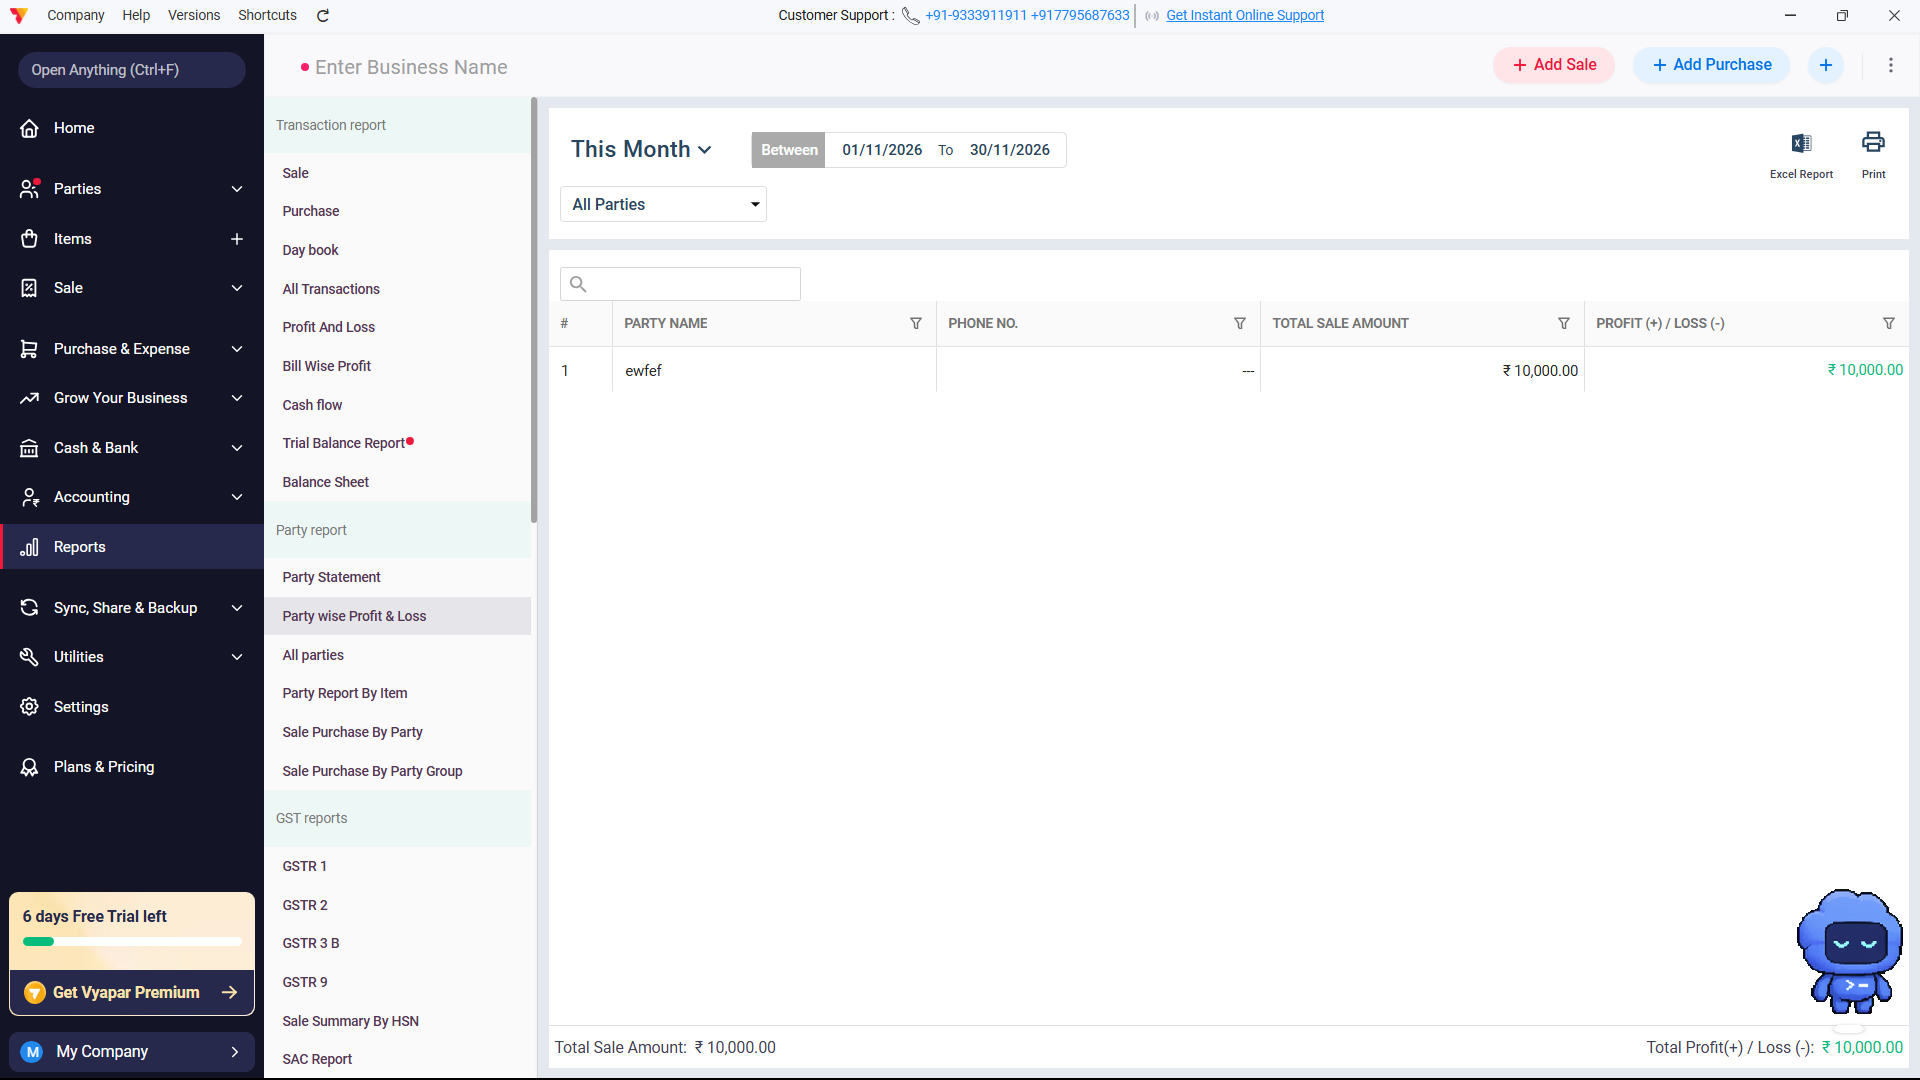 Company Help Versions Shortcuts
Customer Support : +91-9333911911 +917795687633 Get Instant Online Support
Open Anything (Ctrl+F)
Home
Parties
Items
Sale
Purchase & Expense
Grow Your Business
Cash & Bank
Accounting
Reports
Sync, Share & Backup
Utilities
Settings
Plans & Pricing
6 days Free Trial left
Get Vyapar Premium
M My Company
Enter Business Name
+ Add Sale + Add Purchase +
Transaction report
Sale
Purchase
Day book
All Transactions
Profit And Loss
Bill Wise Profit
Cash flow
Trial Balance Report
Balance Sheet
Party report
Party Statement
Party wise Profit & Loss
All parties
Party Report By Item
Sale Purchase By Party
Sale Purchase By Party Group
GST reports
GSTR 1
GSTR 2
GSTR 3 B
GSTR 9
Sale Summary By HSN
SAC Report
This Month Between 01/11/2026 To 30/11/2026
Excel Report Print
All Parties
# PARTY NAME PHONE NO. TOTAL SALE AMOUNT PROFIT (+) / LOSS (-)
1 ewfef --- ₹ 10,000.00 ₹ 10,000.00
Total Sale Amount: ₹ 10,000.00 Total Profit(+) / Loss (-): ₹ 10,000.00